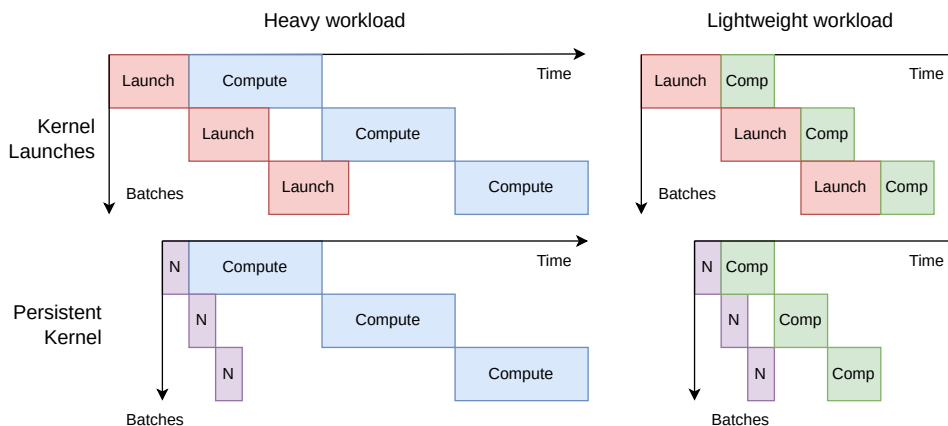 Heavy workload
Lightweight workload
Launch
Compute
Time
Launch
Comp
Time
Kernel
Launches
Launch
Compute
Launch
Comp
Batches
Launch
Compute
Batches
Launch
Comp
N
Compute
Time
N
Comp
Time
Persistent
Kernel
N
Compute
N
Comp
N
Compute
N
Comp
Batches
Batches